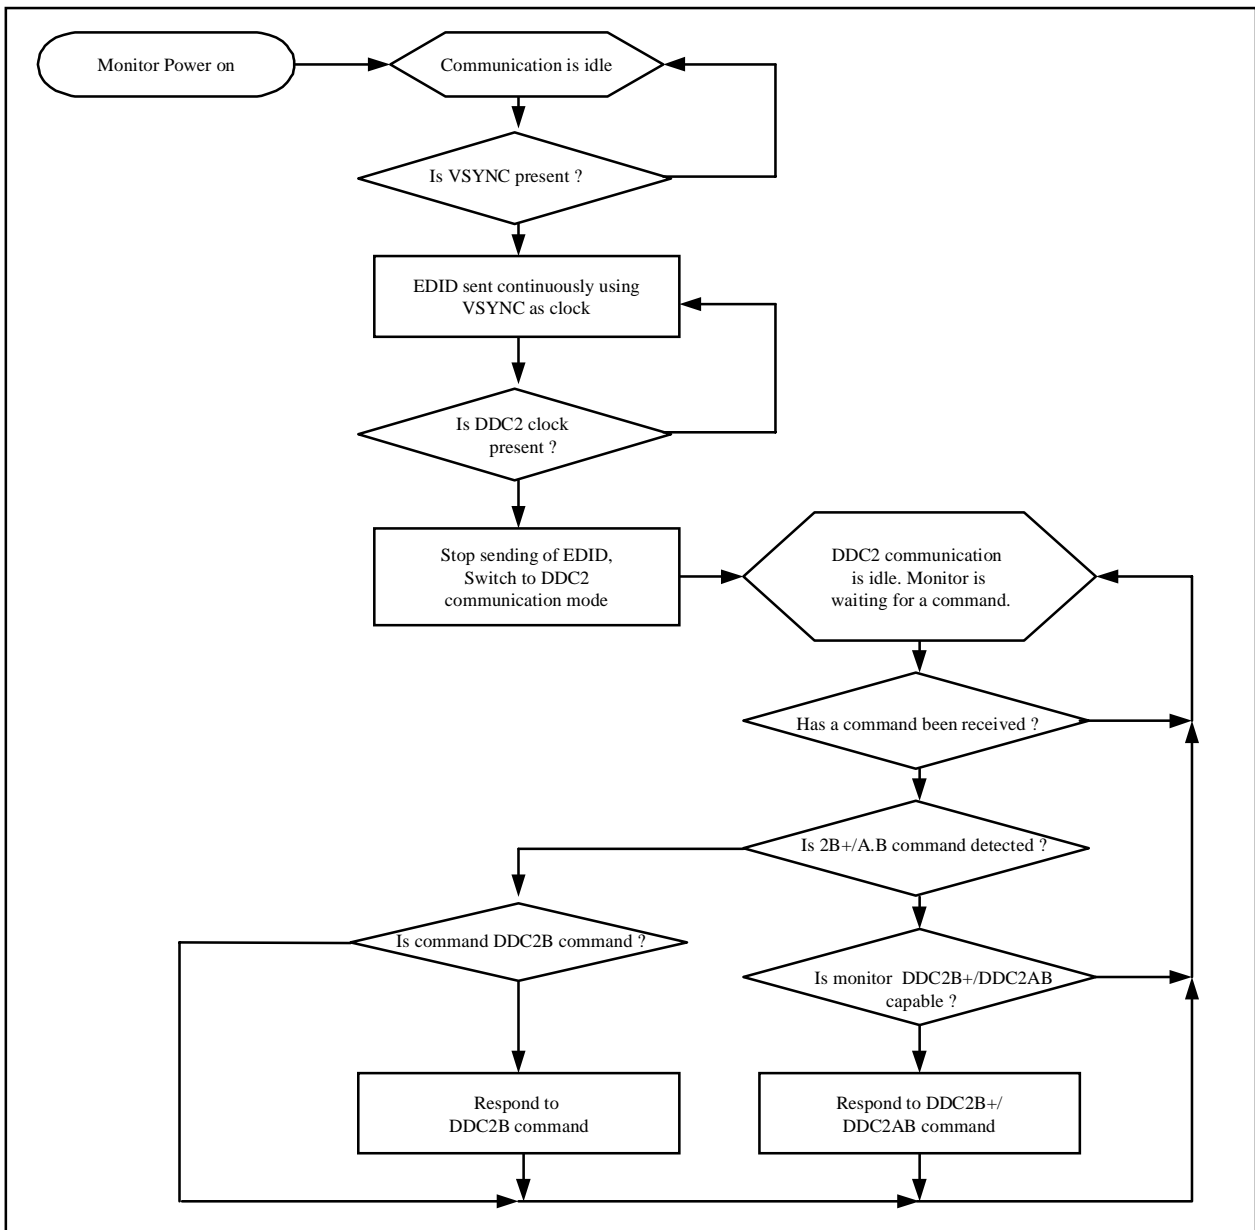 Monitor Power on
Communication is idle
Is VSYNC present ?
EDID sent continuously using
VSYNC as clock
Is DDC2 clock
present ?
Stop sending of EDID,
Switch to DDC2
communication mode
DDC2 communication
is idle. Monitor is
waiting for a command.
Has a command been received ?
Is 2B+/A.B command detected ?
Is command DDC2B command ?
Is monitor DDC2B+/DDC2AB
capable ?
Respond to
DDC2B command
Respond to DDC2B+/
DDC2AB command